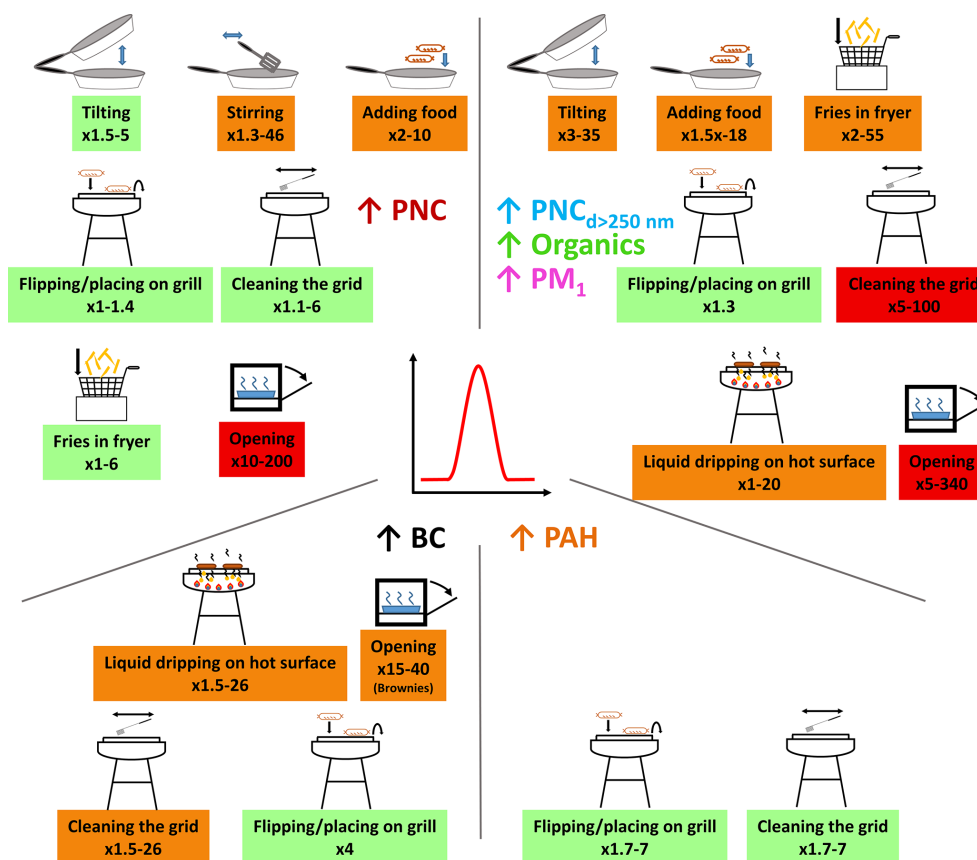 Tilting
x1.5-5
Stirring
x1.3-46
Adding food
x2-10
Flipping/placing on grill
x1-1.4
Cleaning the grid
x1.1-6
↑ PNC
Fries in fryer
x1-6
Opening
x10-200
Tilting
x3-35
Adding food
x1.5x-18
Fries in fryer
x2-55
↑ PNC d>250 nm
↑ Organics
↑ PM1
Flipping/placing on grill
x1.3
Cleaning the grid
x5-100
Liquid dripping on hot surface
x1-20
Opening
x5-340
↑ BC
Liquid dripping on hot surface
x1.5-26
Opening
x15-40
(Brownies)
Cleaning the grid
x1.5-26
Flipping/placing on grill
x4
↑ PAH
Flipping/placing on grill
x1.7-7
Cleaning the grid
x1.7-7